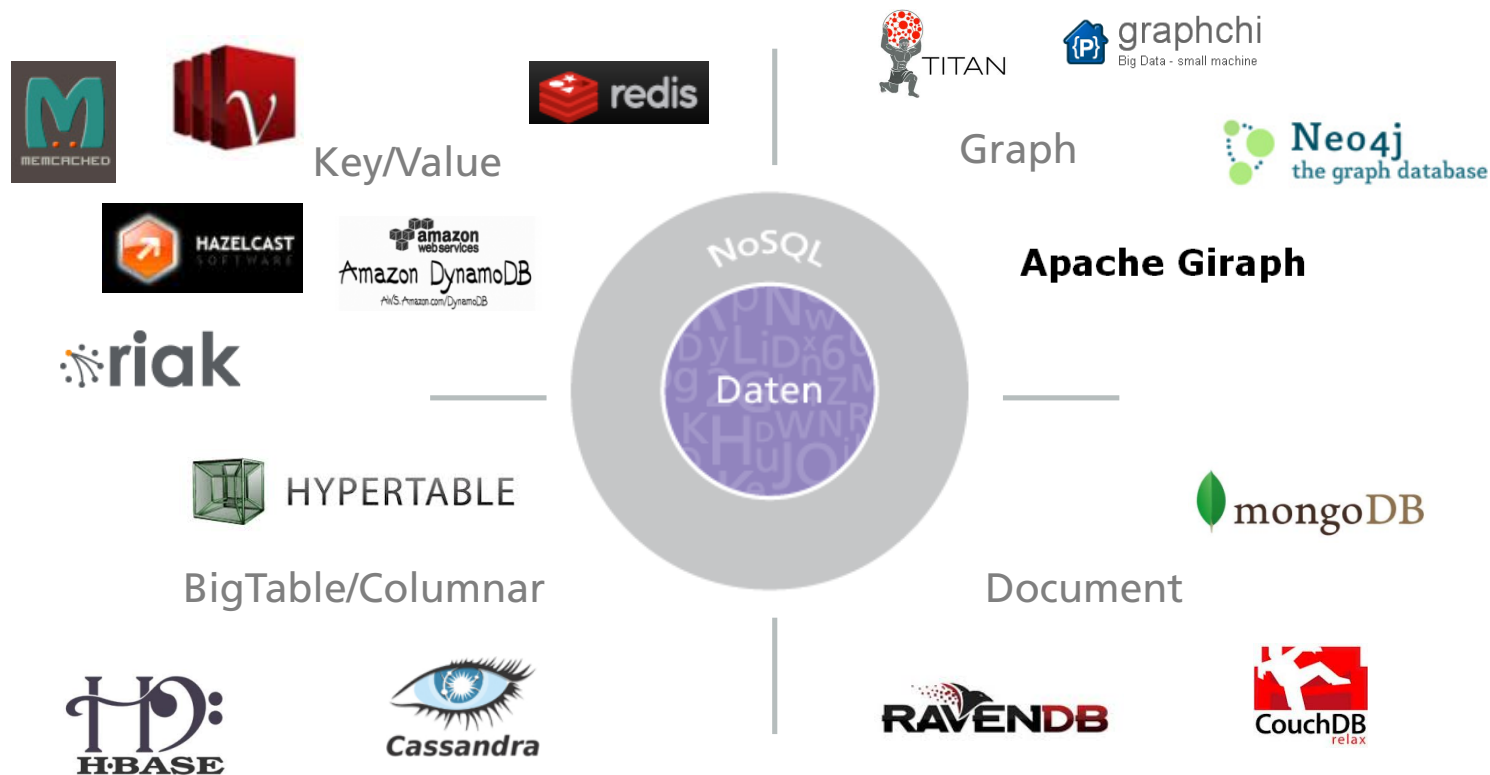 MEMCACHED
V
redis
Key/Value
HAZELCAST
SOFTWARE
amazon
webservices
Amazon DynamoDB
AWS.Amazon.com/DynamoDB
riak
TITAN
{P}
graphchi
Big Data - small machine
Graph
Neo4j
the graph database
Apache Giraph
NoSQL
Daten
HYPERTABLE
BigTable/Columnar
H·BASE
Cassandra
mongoDB
Document
RAVENDB
CouchDB
relax